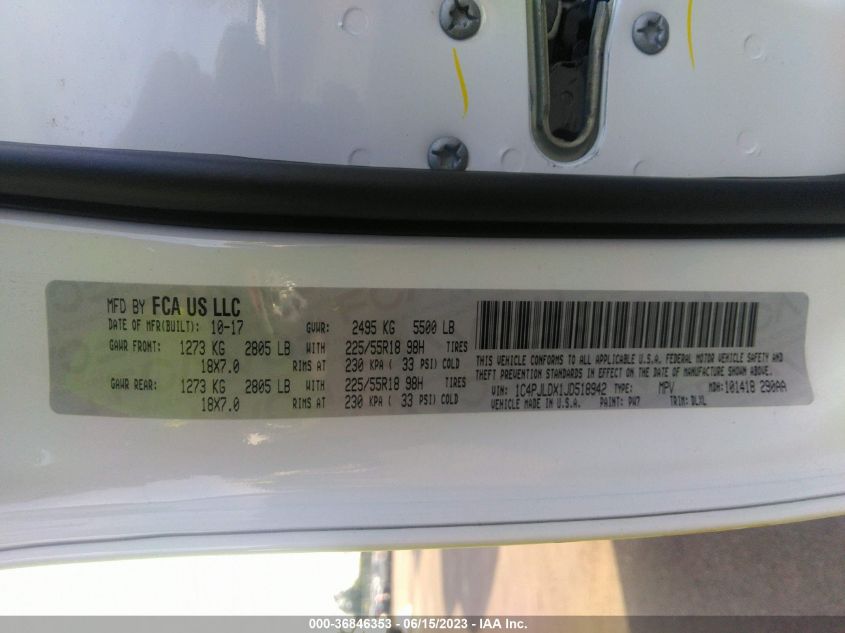 MFD BY FCA US LLC
DATE OF MFR(BUILT): 10-17 GVWR: 2495 KG 5500 LB
GAWR FRONT: 1273 KG 2805 LB WITH 225/55R18 98H TIRES
18X7.0 RIMS AT 230 KPA ( 33 PSI) COLD
GAWR REAR: 1273 KG 2805 LB WITH 225/55R18 98H TIRES
18X7.0 RIMS AT 230 KPA ( 33 PSI) COLD
THIS VEHICLE CONFORMS TO ALL APPLICABLE U.S.A. FEDERAL MOTOR VEHICLE SAFETY AND
THEFT PREVENTION STANDARDS IN EFFECT ON THE DATE OF MANUFACTURE SHOWN ABOVE.
VIN: 1C4PJLDX1JD518942 TYPE: MPV MDH:101418 290AA
VEHICLE MADE IN U.S.A. PAINT: PW7 TRIM: DLXL
000-36846353 - 06/15/2023 - IAA Inc.